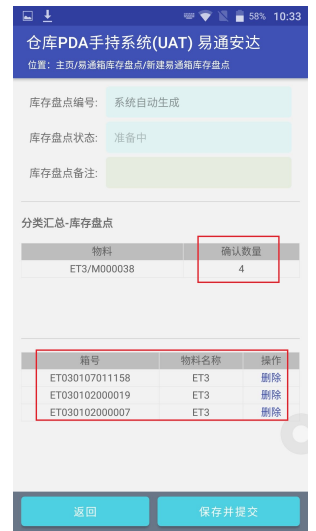 58% 10:33
仓库PDA手持系统(UAT) 易通安达
位置：主页/易通箱库存盘点/新建易通箱库存盘点
库存盘点编号: 系统自动生成
库存盘点状态: 准备中
库存盘点备注:
分类汇总-库存盘点
物料 确认数量
ET3/M000038 4
箱号 物料名称 操作
ET030107011158 ET3 删除
ET030102000019 ET3 删除
ET030102000007 ET3 删除
返回 保存并提交